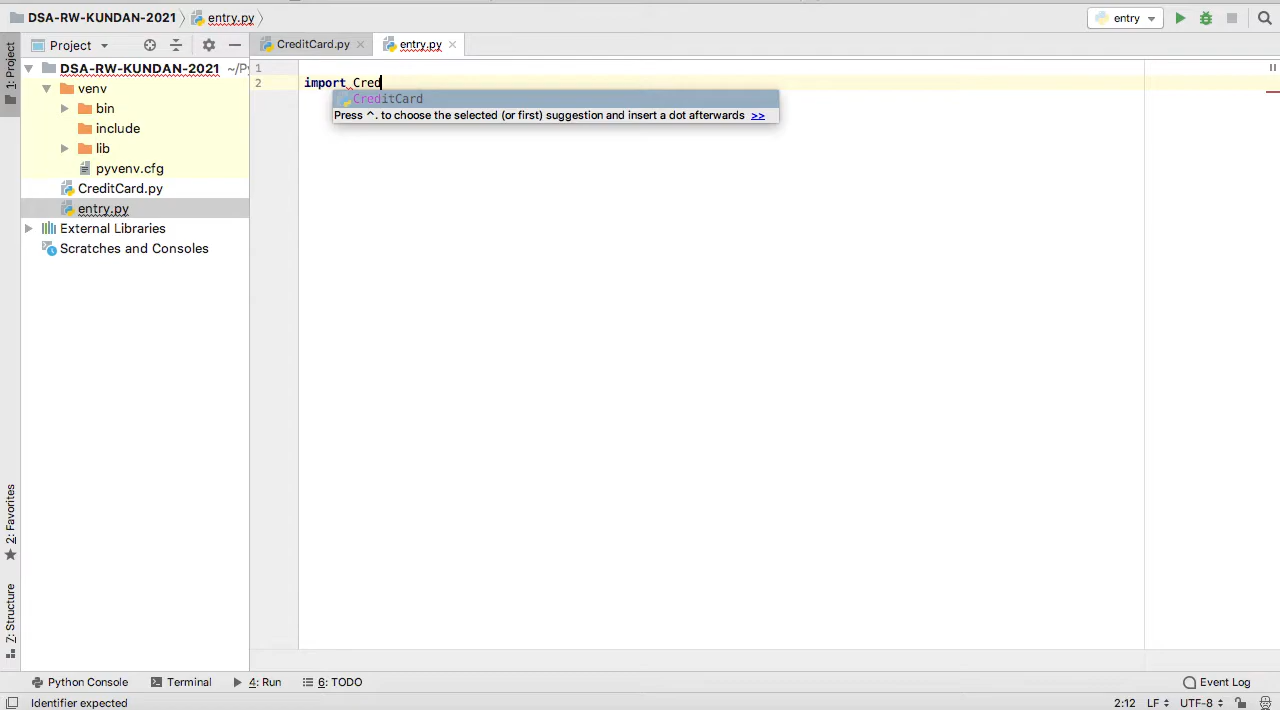 DSA-RW-KUNDAN-2021 entry.py entry
1: Project Project CreditCard.py entry.py
DSA-RW-KUNDAN-2021 ~/P 1
venv 2 import Cred
CreditCard
bin Press ^. to choose the selected (or first) suggestion and insert a dot afterwards >>
include
lib
pyvenv.cfg
CreditCard.py
entry.py
External Libraries
Scratches and Consoles
2: Favorites
7: Structure
Python Console Terminal 4: Run 6: TODO Event Log
Identifier expected 2:12 LF UTF-8